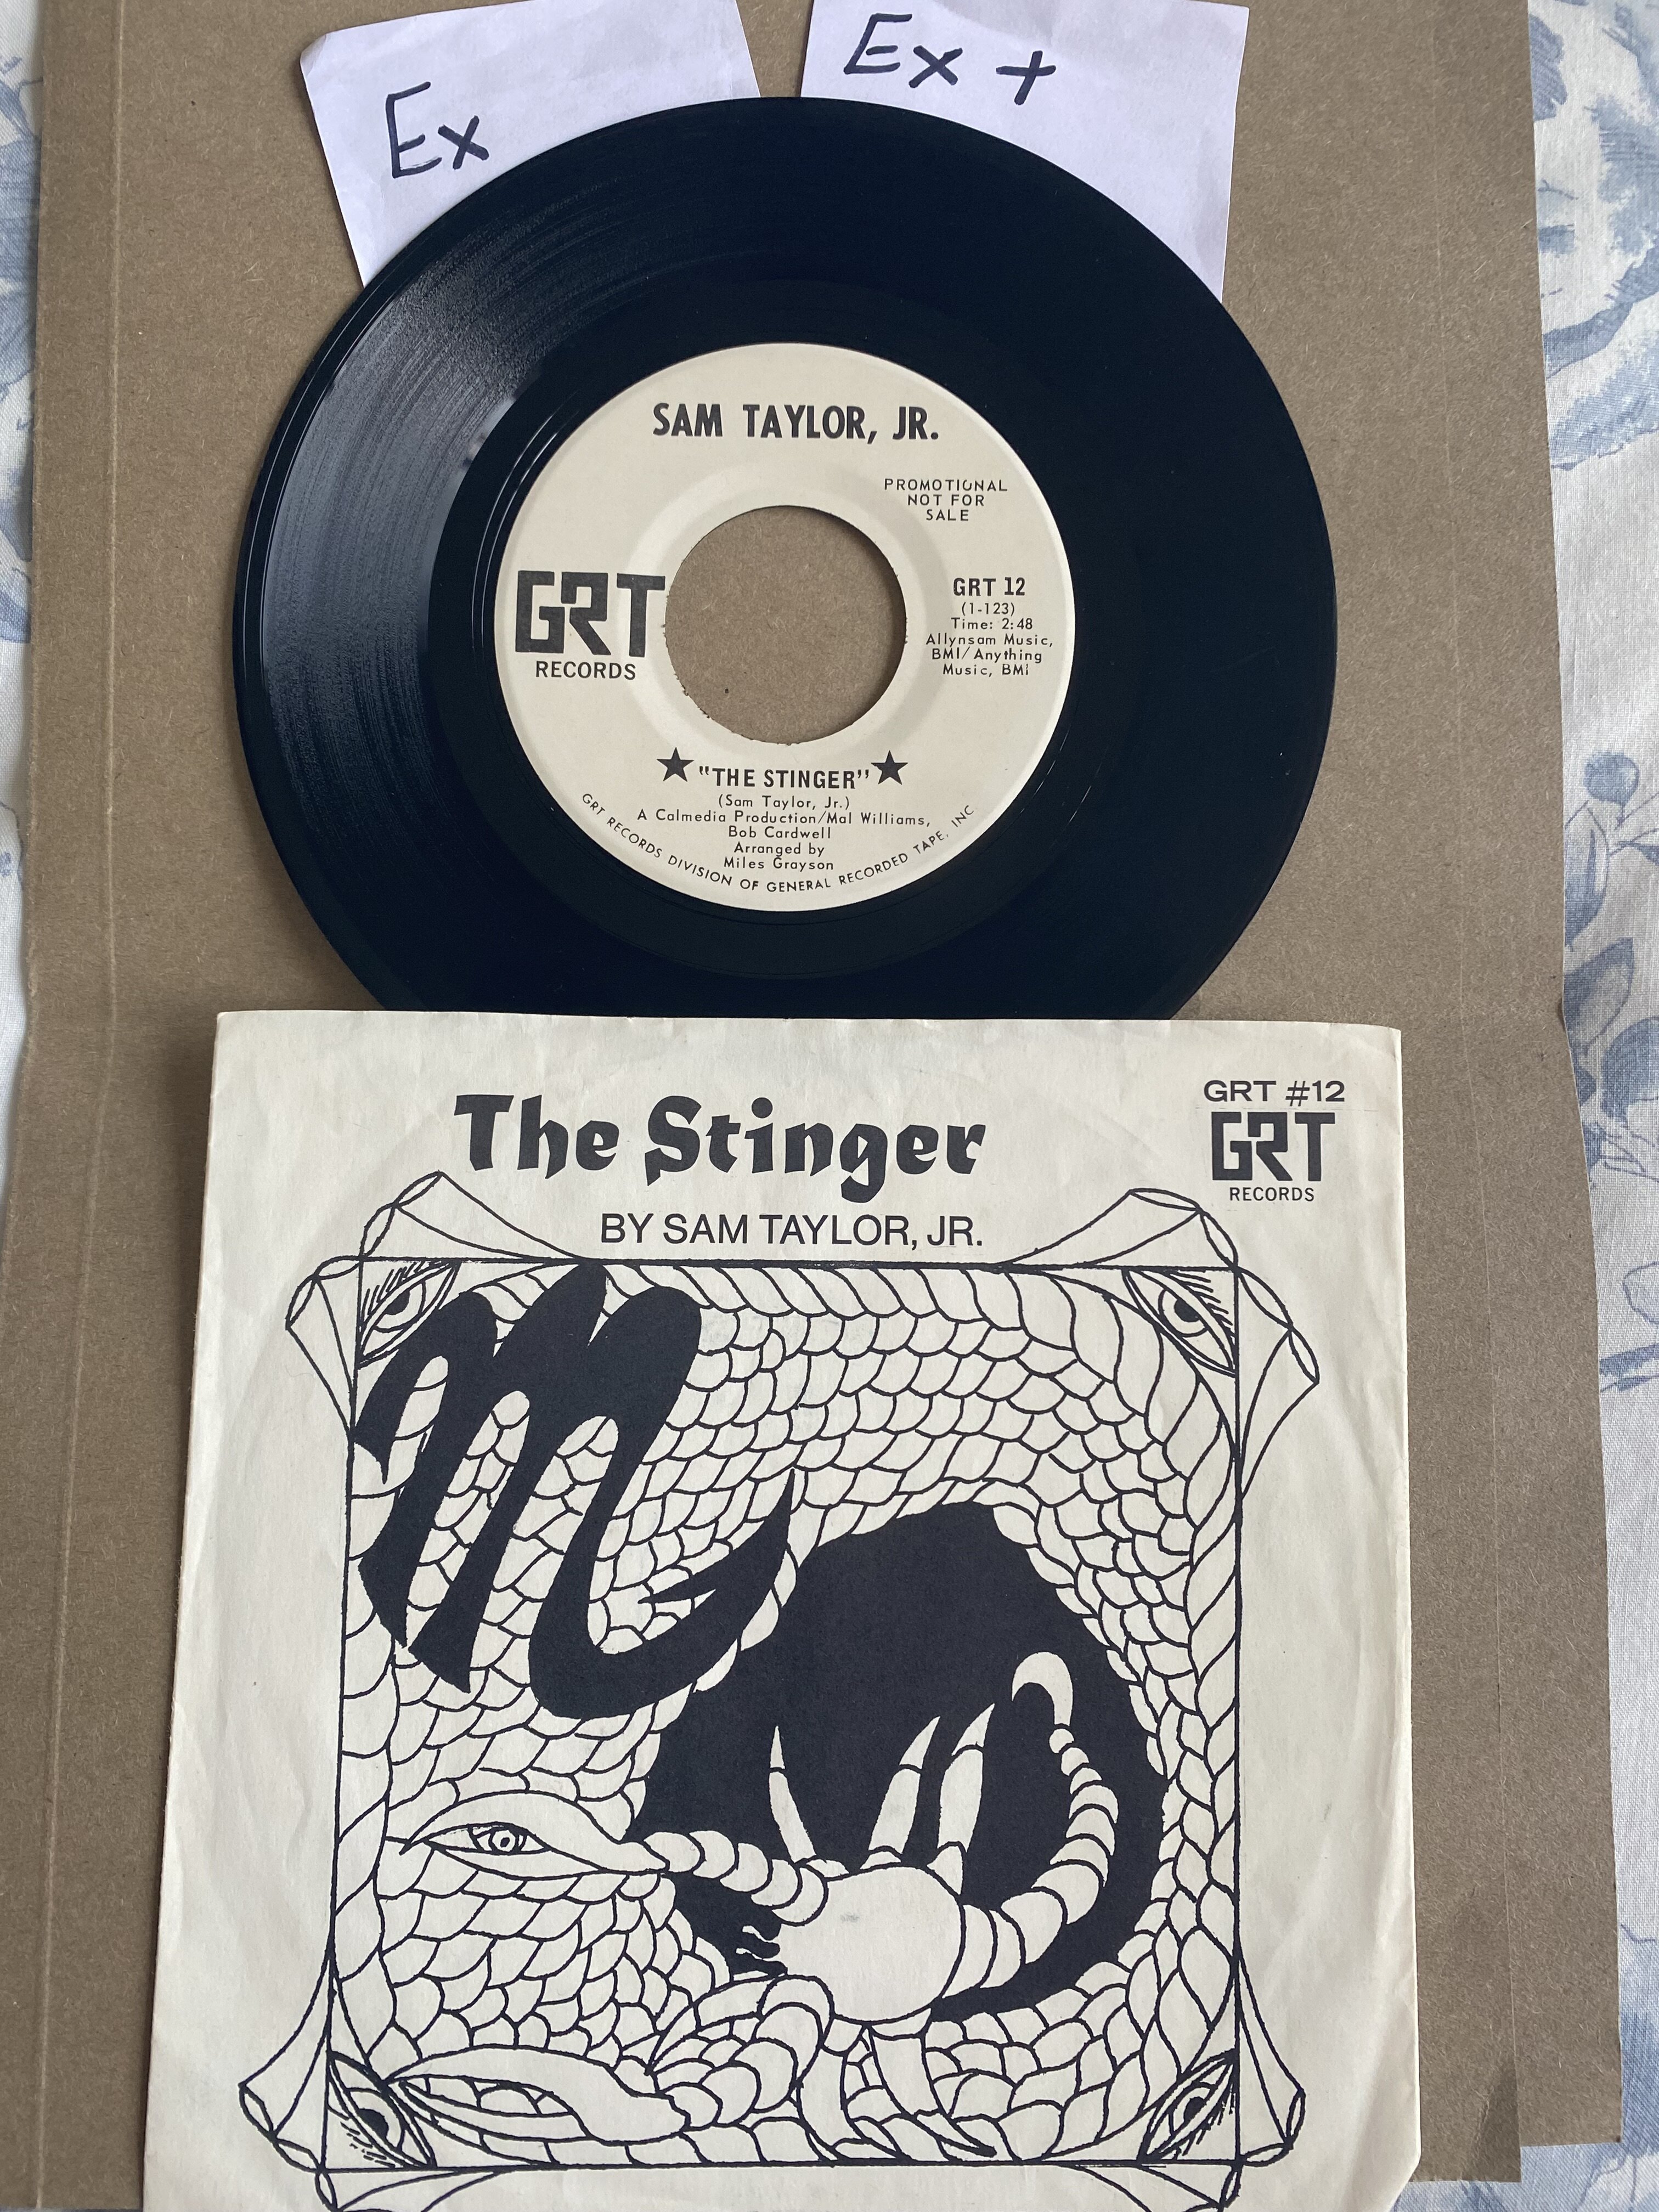 Ex
Ex +
SAM TAYLOR, JR.
PROMOTIONAL
NOT FOR
SALE
GRT
RECORDS
GRT 12
(1-123)
Time: 2:48
Allynsam Music,
BMI/Anything
Music, BMI
★ "THE STINGER" ★
(Sam Taylor, Jr.)
A Calmedia Production/Mal Williams,
Bob Cardwell
Arranged by
Miles Grayson
GRT RECORDS DIVISION OF GENERAL RECORDED TAPE, INC
The Stinger
BY SAM TAYLOR, JR.
GRT #12
GRT
RECORDS